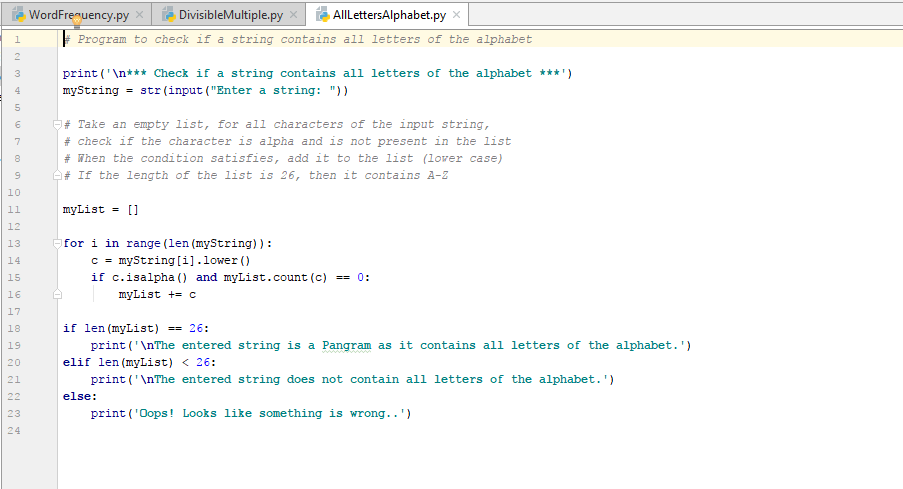 WordFrequency.py DivisibleMultiple.py AllLettersAlphabet.py
1 # Program to check if a string contains all letters of the alphabet
2
3 print('\n*** Check if a string contains all letters of the alphabet ***')
4 myString = str(input("Enter a string: "))
5
6 # Take an empty list, for all characters of the input string,
7 # check if the character is alpha and is not present in the list
8 # When the condition satisfies, add it to the list (lower case)
9 # If the length of the list is 26, then it contains A-Z
10
11 myList = []
12
13 for i in range(len(myString)):
14     c = myString[i].lower()
15     if c.isalpha() and myList.count(c) == 0:
16         myList += c
17
18 if len(myList) == 26:
19     print('\nThe entered string is a Pangram as it contains all letters of the alphabet.')
20 elif len(myList) < 26:
21     print('\nThe entered string does not contain all letters of the alphabet.')
22 else:
23     print('Oops! Looks like something is wrong..')
24